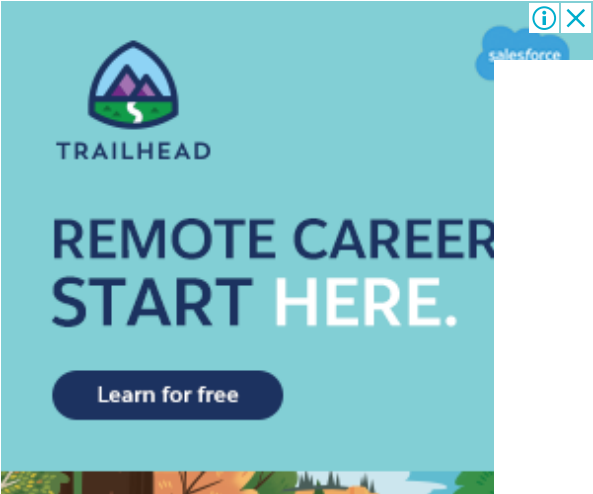 salesforce
TRAILHEAD
REMOTE CAREER
START HERE.
Learn for free